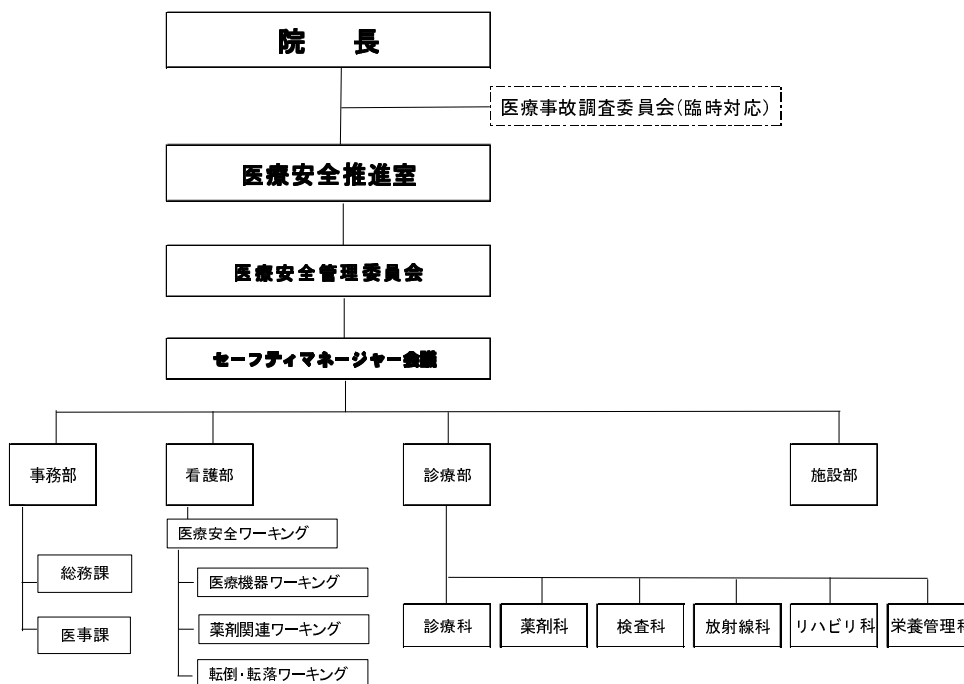 院　長
医療事故調査委員会(臨時対応)
医療安全推進室
医療安全管理委員会
セーフティマネージャー会議
事務部
看護部
診療部
施設部
医療安全ワーキング
総務課
医療機器ワーキング
医事課
薬剤関連ワーキング
転倒・転落ワーキング
診療科
薬剤科
検査科
放射線科
リハビリ科
栄養管理科